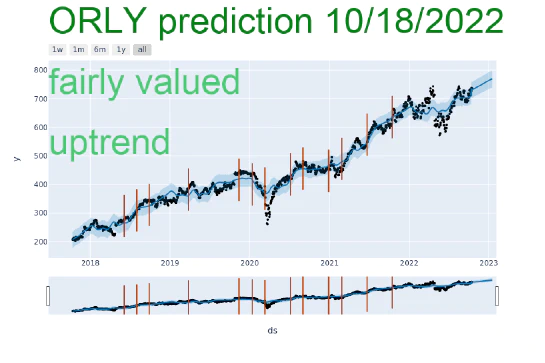 ORLY prediction 10/18/2022
1w 1m 6m 1y all
fairly valued
uptrend
800
700
600
500
400
300
200
y
2018 2019 2020 2021 2022 2023
ds